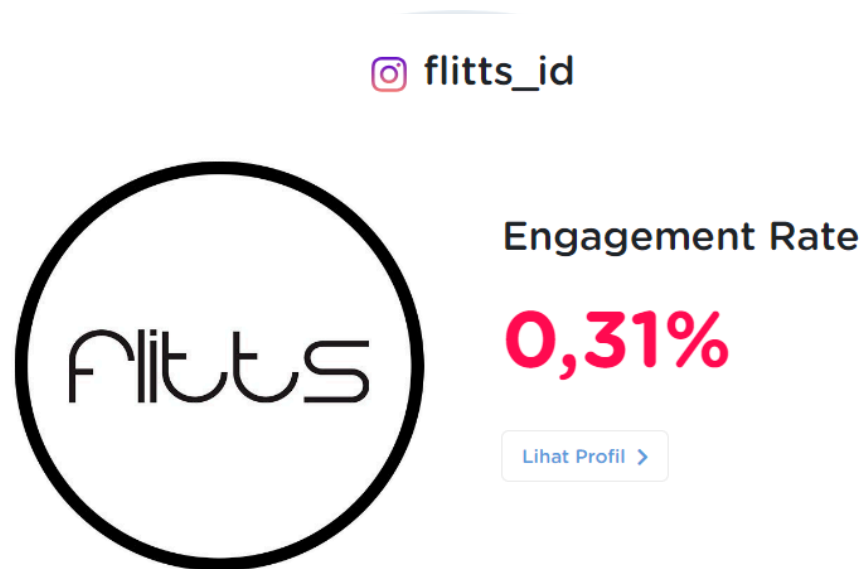 flitts_id
flitts
Engagement Rate
0,31%
Lihat Profil